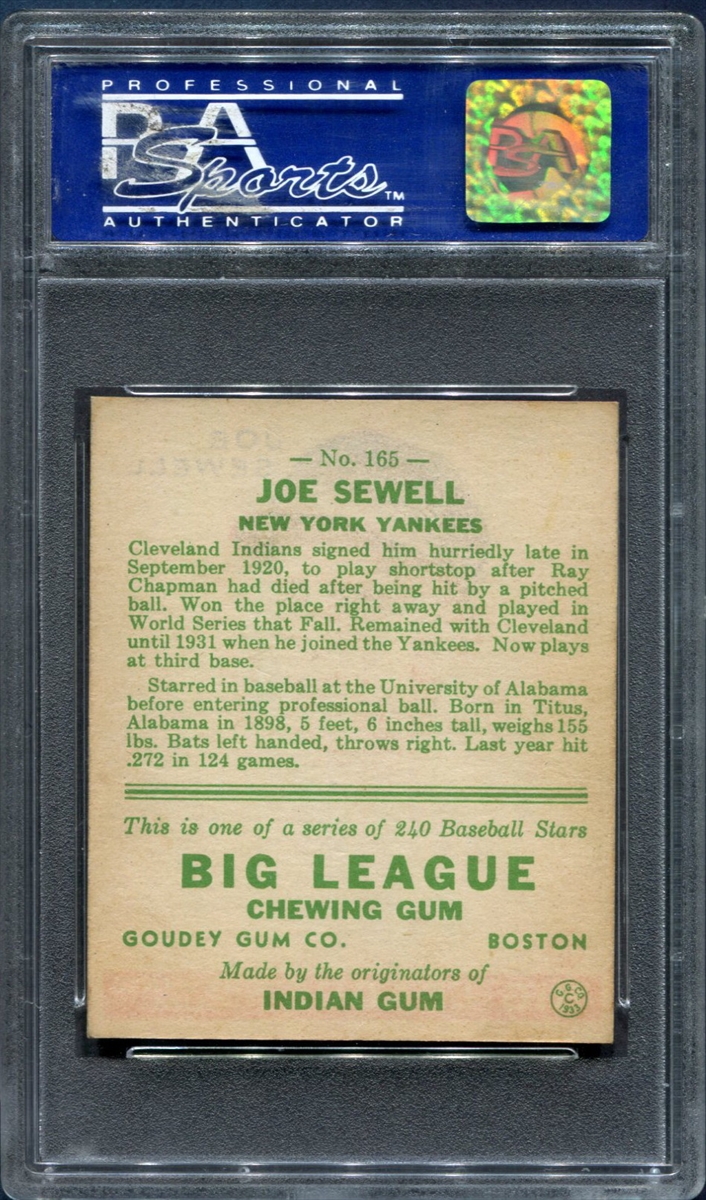 PROFESSIONAL
PSA
Sports™
AUTHENTICATOR
PSA
— No. 165 —
JOE SEWELL
NEW YORK YANKEES
Cleveland Indians signed him hurriedly late in
September 1920, to play shortstop after Ray
Chapman had died after being hit by a pitched
ball. Won the place right away and played in
World Series that Fall. Remained with Cleveland
until 1931 when he joined the Yankees. Now plays
at third base.
Starred in baseball at the University of Alabama
before entering professional ball. Born in Titus,
Alabama in 1898, 5 feet, 6 inches tall, weighs 155
lbs. Bats left handed, throws right. Last year hit
.272 in 124 games.
This is one of a series of 240 Baseball Stars
BIG LEAGUE
CHEWING GUM
GOUDEY GUM CO. BOSTON
Made by the originators of
INDIAN GUM
G.G.CO.
C
1933